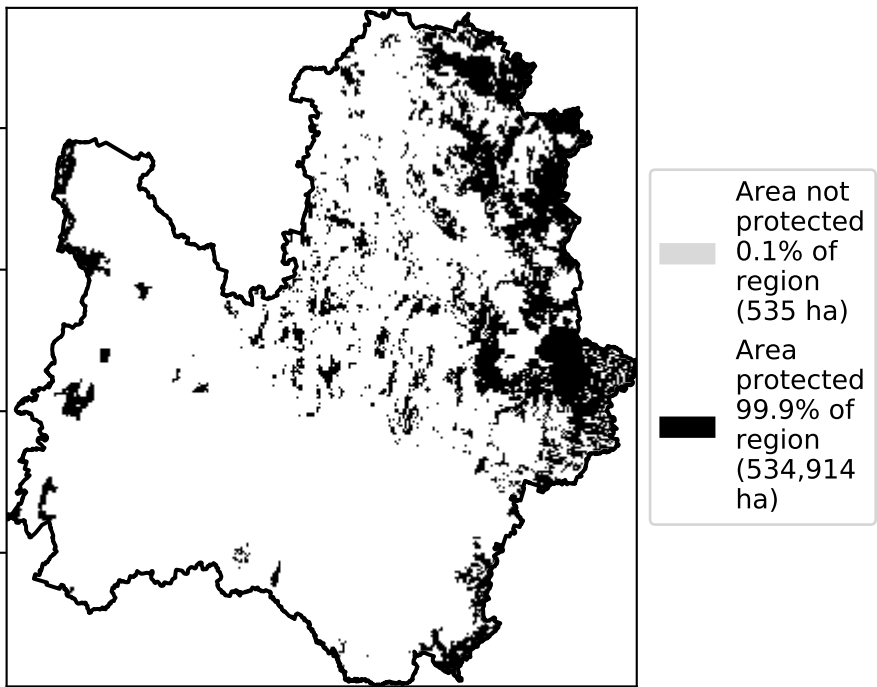 Area not
protected
0.1% of
region
(535 ha)
Area
protected
99.9% of
region
(534,914
ha)